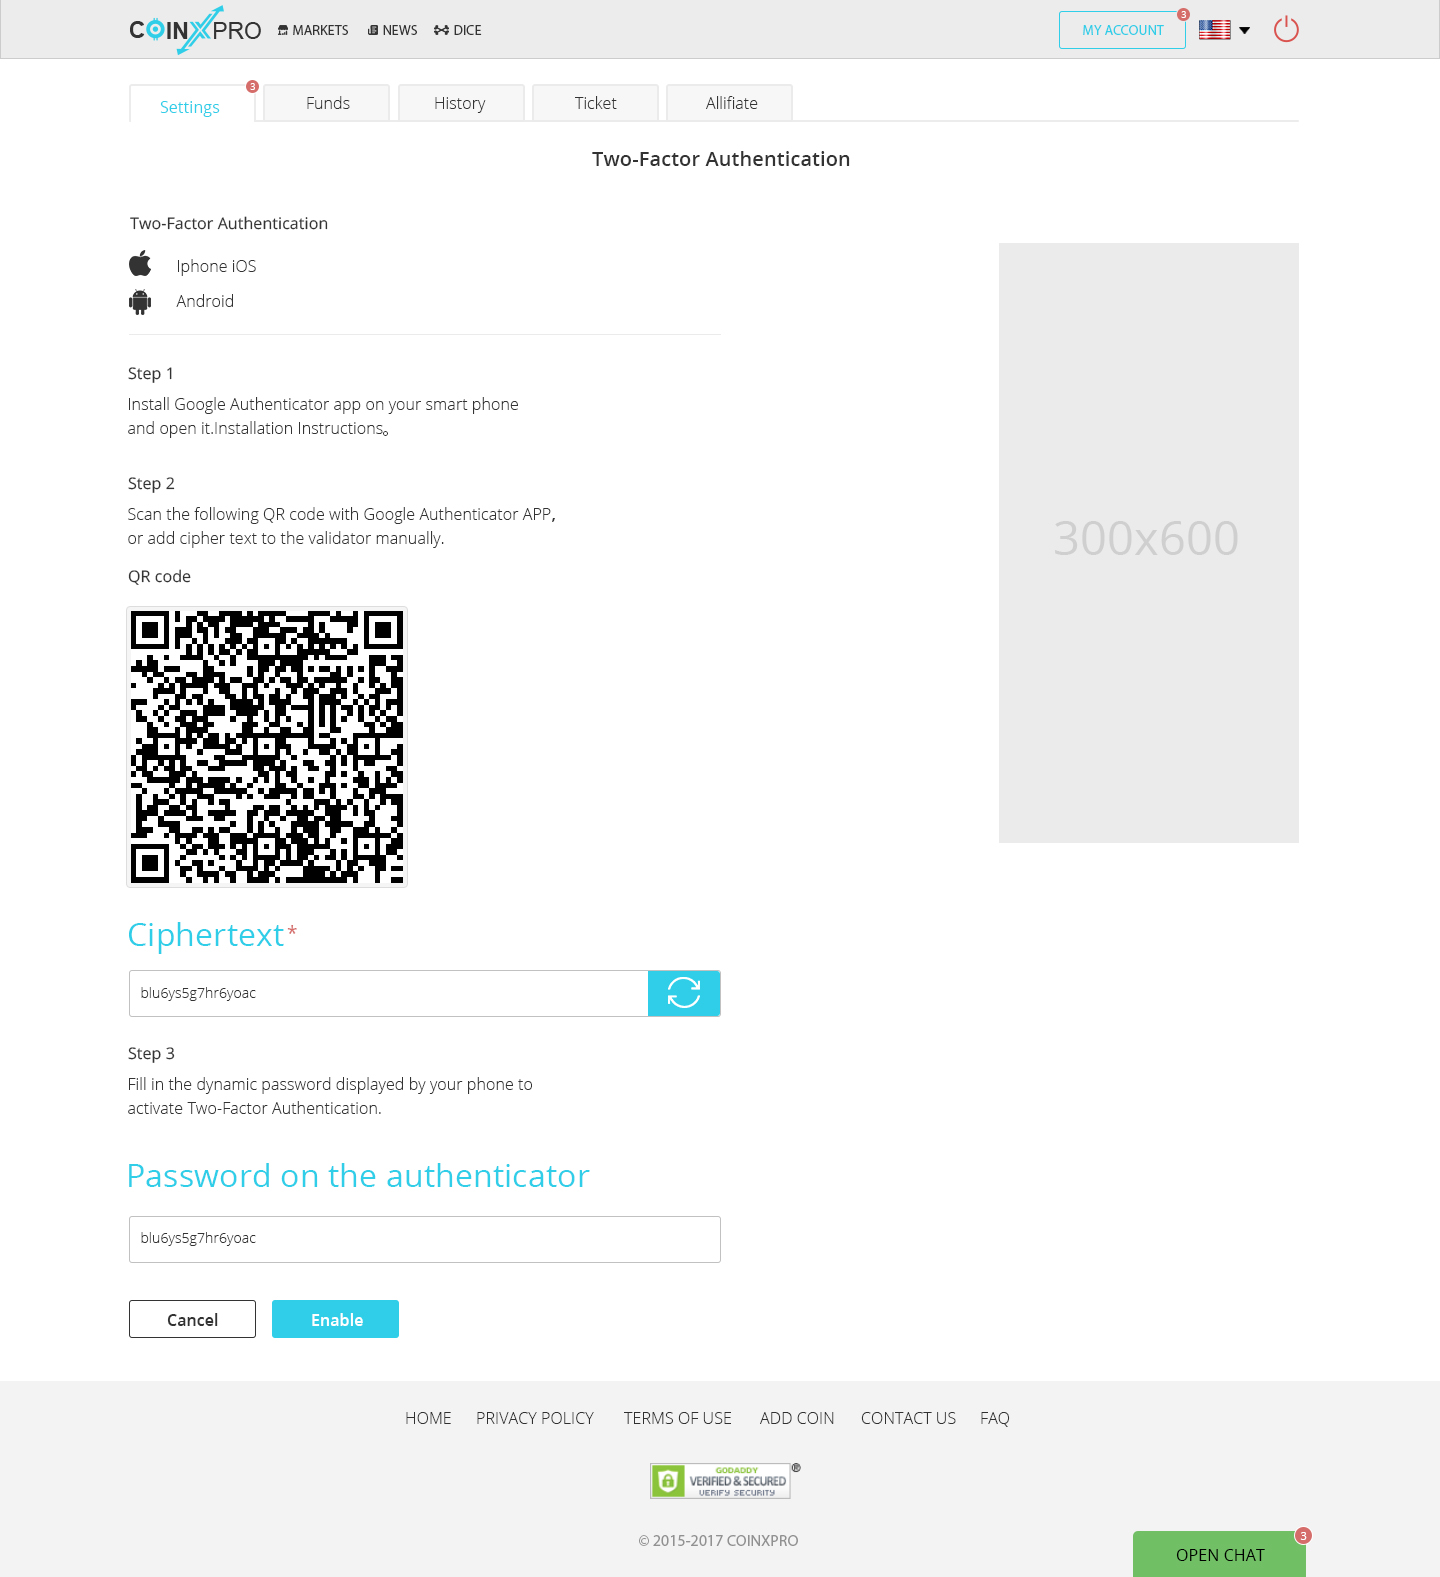 COINXPRO MARKETS NEWS DICE MY ACCOUNT 3
Settings 3 Funds History Ticket Allifiate
Two-Factor Authentication
Two-Factor Authentication
Iphone iOS
Android
Step 1
Install Google Authenticator app on your smart phone
and open it.Installation Instructions。
Step 2
Scan the following QR code with Google Authenticator APP,
or add cipher text to the validator manually.
QR code
300x600
Ciphertext*
blu6ys5g7hr6yoac
Step 3
Fill in the dynamic password displayed by your phone to
activate Two-Factor Authentication.
Password on the authenticator
blu6ys5g7hr6yoac
Cancel Enable
HOME PRIVACY POLICY TERMS OF USE ADD COIN CONTACT US FAQ
GODADDY
VERIFIED & SECURED
VERIFY SECURITY
®
© 2015-2017 COINXPRO
OPEN CHAT 3